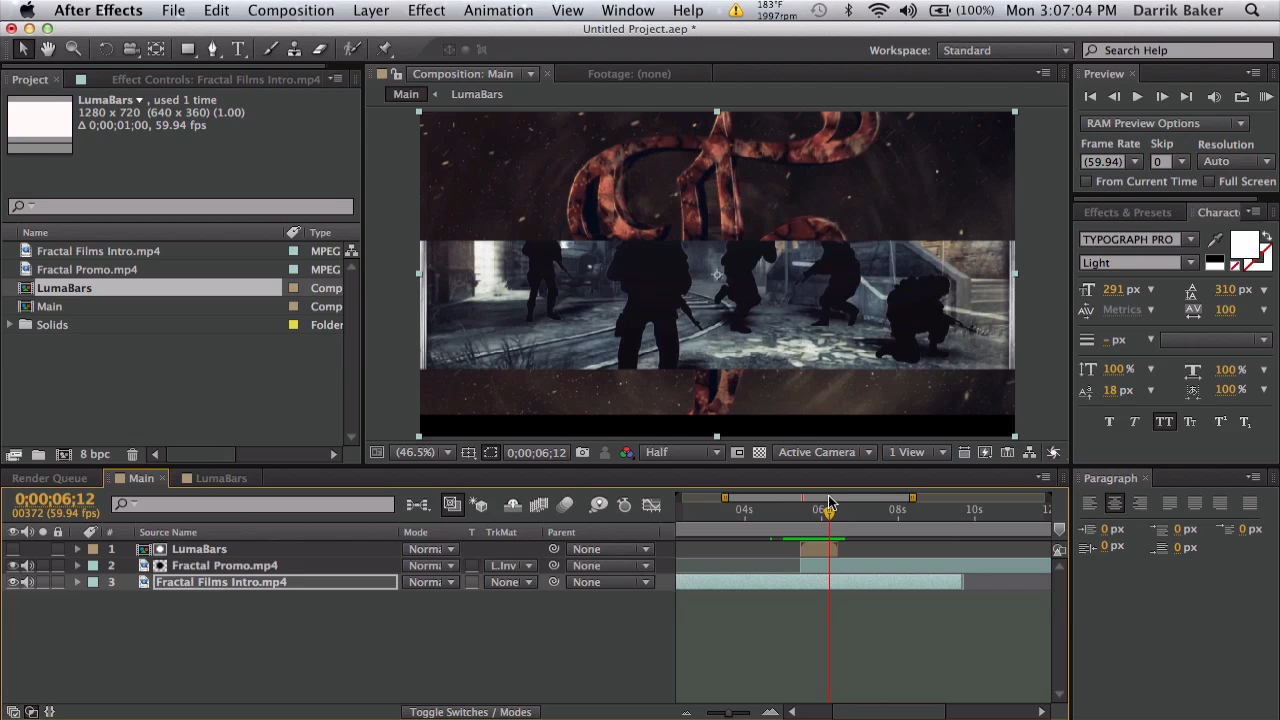 After Effects File Edit Composition Layer Effect Animation View Window Help 183°F 1997rpm (100%) Mon 3:07:04 Darrik Baker
Untitled Project.aep *
T Workspace: Standard Search Help
Project × Effect Controls: Fractal Films Intro.mp4 Composition: Main Footage: (none) Preview ×
LumaBars▼ , used 1 time
1280 x 720 (640 x 360) (1.00)
Δ 0;00;01;00, 59.94 fps
Main LumaBars
RAM Preview Options
Frame Rate Skip Resolution
(59.94) 0 Auto
From Current Time Full Screen
Effects & Presets Charact
TYPOGRAPH PRO
Light
Name Type
Fractal Films Intro.mp4 MPEG
Fractal Promo.mp4 MPEG
LumaBars Comp
Main Comp
Solids Folder
291 px 310 px
Metrics 100
- px
100 % 100 %
18 px 100 %
T T TT Tt T¹ T₁
8 bpc (46.5%) 0;00;06;12 Half Active Camera 1 View
Render Queue Main × LumaBars Paragraph ×
0;00;06;12
00372 (59.94 fps)
04s 06s 08s 10s 12
# Source Name Mode T TrkMat Parent
1 LumaBars Norma None
2 Fractal Promo.mp4 Norma L.Inv None
3 Fractal Films Intro.mp4 Norma None None
0 px 0 px 0 px
0 px 0 px
Toggle Switches / Modes